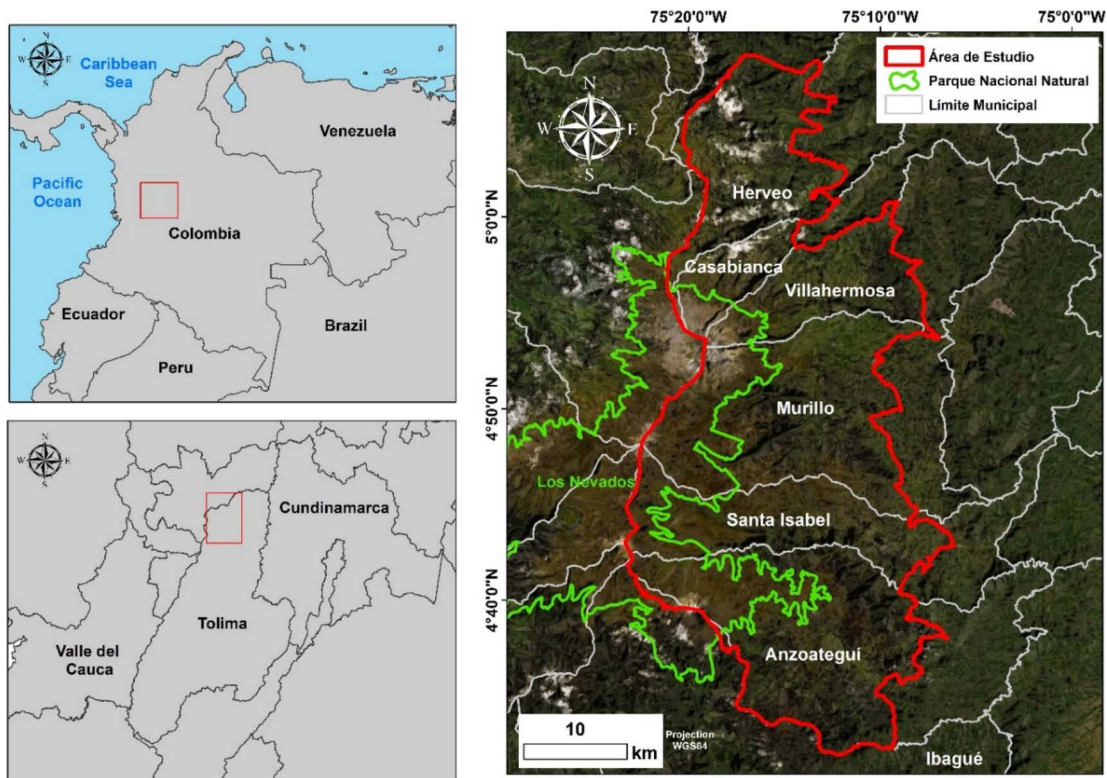 N
W E
S
Caribbean
Sea
Venezuela
Pacific
Ocean
Colombia
Ecuador
Brazil
Peru
N
W E
S
Cundinamarca
Tolima
Valle del
Cauca
75°20'0"W 75°10'0"W 75°0'0"W
Área de Estudio
Parque Nacional Natural
Límite Municipal
N
W E
S
5°0'0"N
4°50'0"N
4°40'0"N
Herveo
Casabianca
Villahermosa
Murillo
Los Nevados
Santa Isabel
Anzoateguí
Ibagué
10
km
Projection
WGS84